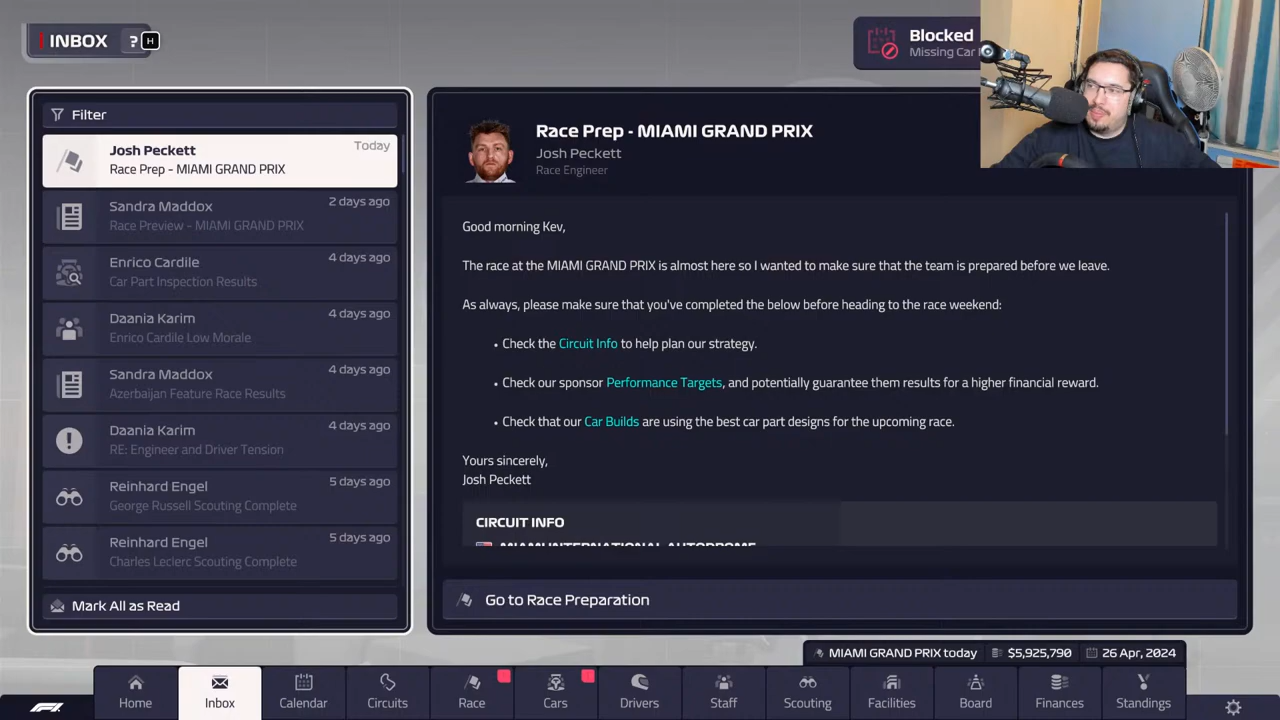 INBOX
? H
Blocked
Missing Car
Filter
Josh Peckett
Today
Race Prep - MIAMI GRAND PRIX
Sandra Maddox
2 days ago
Race Preview - MIAMI GRAND PRIX
Enrico Cardile
4 days ago
Car Part Inspection Results
Daania Karim
4 days ago
Enrico Cardile Low Morale
Sandra Maddox
4 days ago
Azerbaijan Feature Race Results
Daania Karim
4 days ago
RE: Engineer and Driver Tension
Reinhard Engel
5 days ago
George Russell Scouting Complete
Reinhard Engel
5 days ago
Charles Leclerc Scouting Complete
Mark All as Read
Race Prep - MIAMI GRAND PRIX
Josh Peckett
Race Engineer
Good morning Kev,
The race at the MIAMI GRAND PRIX is almost here so I wanted to make sure that the team is prepared before we leave.
As always, please make sure that you've completed the below before heading to the race weekend:
• Check the Circuit Info to help plan our strategy.
• Check our sponsor Performance Targets, and potentially guarantee them results for a higher financial reward.
• Check that our Car Builds are using the best car part designs for the upcoming race.
Yours sincerely,
Josh Peckett
CIRCUIT INFO
MIAMI INTERNATIONAL AUTODROME
Go to Race Preparation
MIAMI GRAND PRIX today
$5,925,790
26 Apr, 2024
Home
Inbox
Calendar
Circuits
Race
Cars
Drivers
Staff
Scouting
Facilities
Board
Finances
Standings